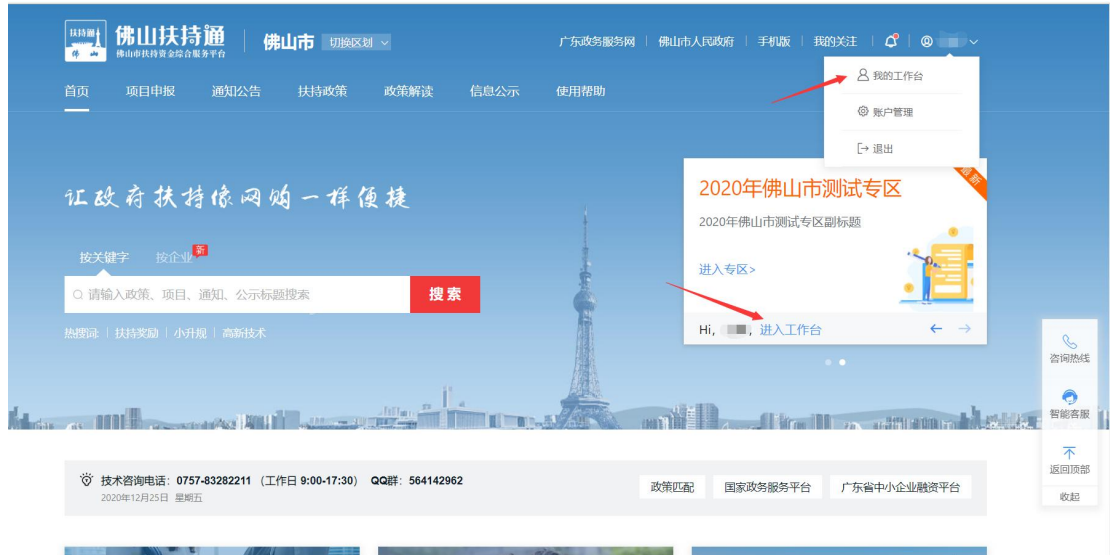 扶持通
佛山
佛山扶持通
佛山市扶持资金综合服务平台
佛山市 切换区划
广东政务服务网 佛山市人民政府 手机版 我的关注
首页 项目申报 通知公告 扶持政策 政策解读 信息公示 使用帮助
我的工作台
账户管理
退出
让政府扶持像网购一样便捷
按关键字 按企业 新
请输入政策、项目、通知、公示标题搜索 搜索
热搜词 扶持奖励 小升规 高新技术
最新
2020年佛山市测试专区
2020年佛山市测试专区副标题
进入专区>
Hi, , 进入工作台 ← →
咨询热线
智能客服
返回顶部
收起
技术咨询电话：0757-83282211 （工作日 9:00-17:30） QQ群：564142962
2020年12月25日 星期五
政策匹配 国家政务服务平台 广东省中小企业融资平台